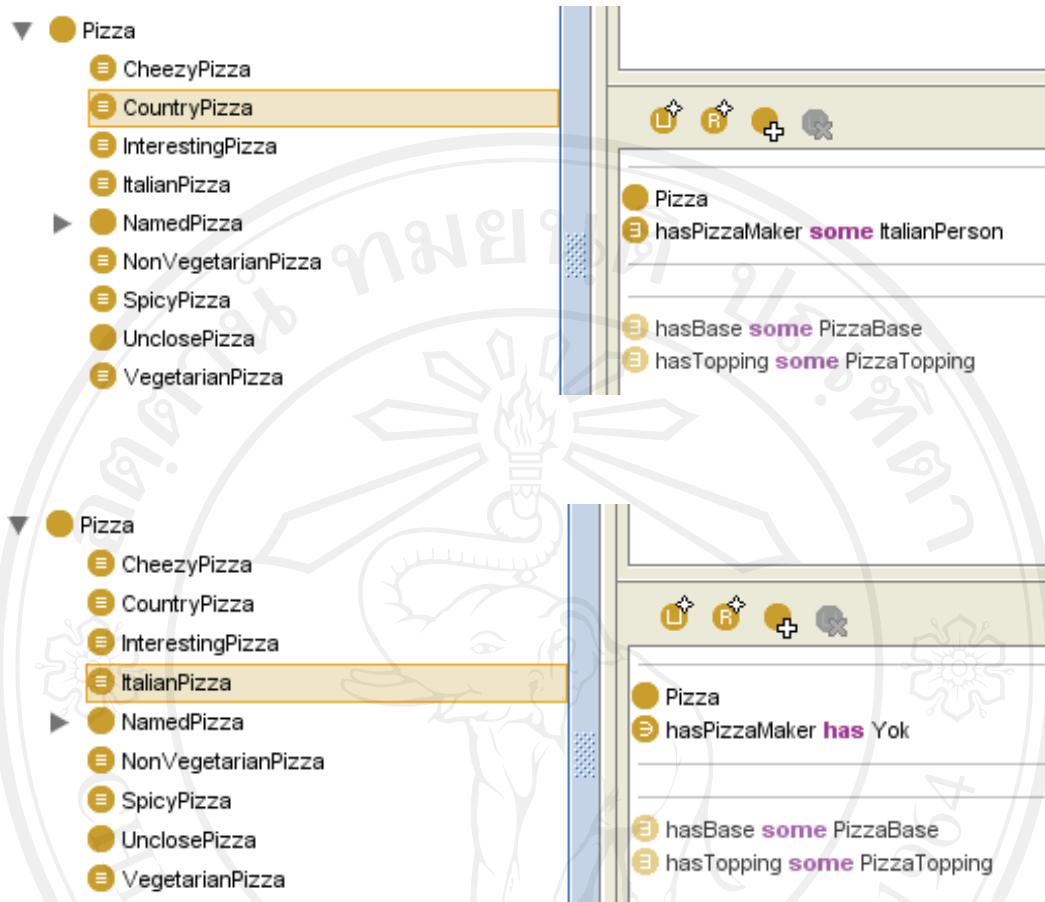 Pizza
CheezyPizza
CountryPizza
InterestingPizza
ItalianPizza
NamedPizza
NonVegetarianPizza
SpicyPizza
UnclosePizza
VegetarianPizza
Pizza
hasPizzaMaker some ItalianPerson
hasBase some PizzaBase
hasTopping some PizzaTopping
Pizza
CheezyPizza
CountryPizza
InterestingPizza
ItalianPizza
NamedPizza
NonVegetarianPizza
SpicyPizza
UnclosePizza
VegetarianPizza
Pizza
hasPizzaMaker has Yok
hasBase some PizzaBase
hasTopping some PizzaTopping
1964